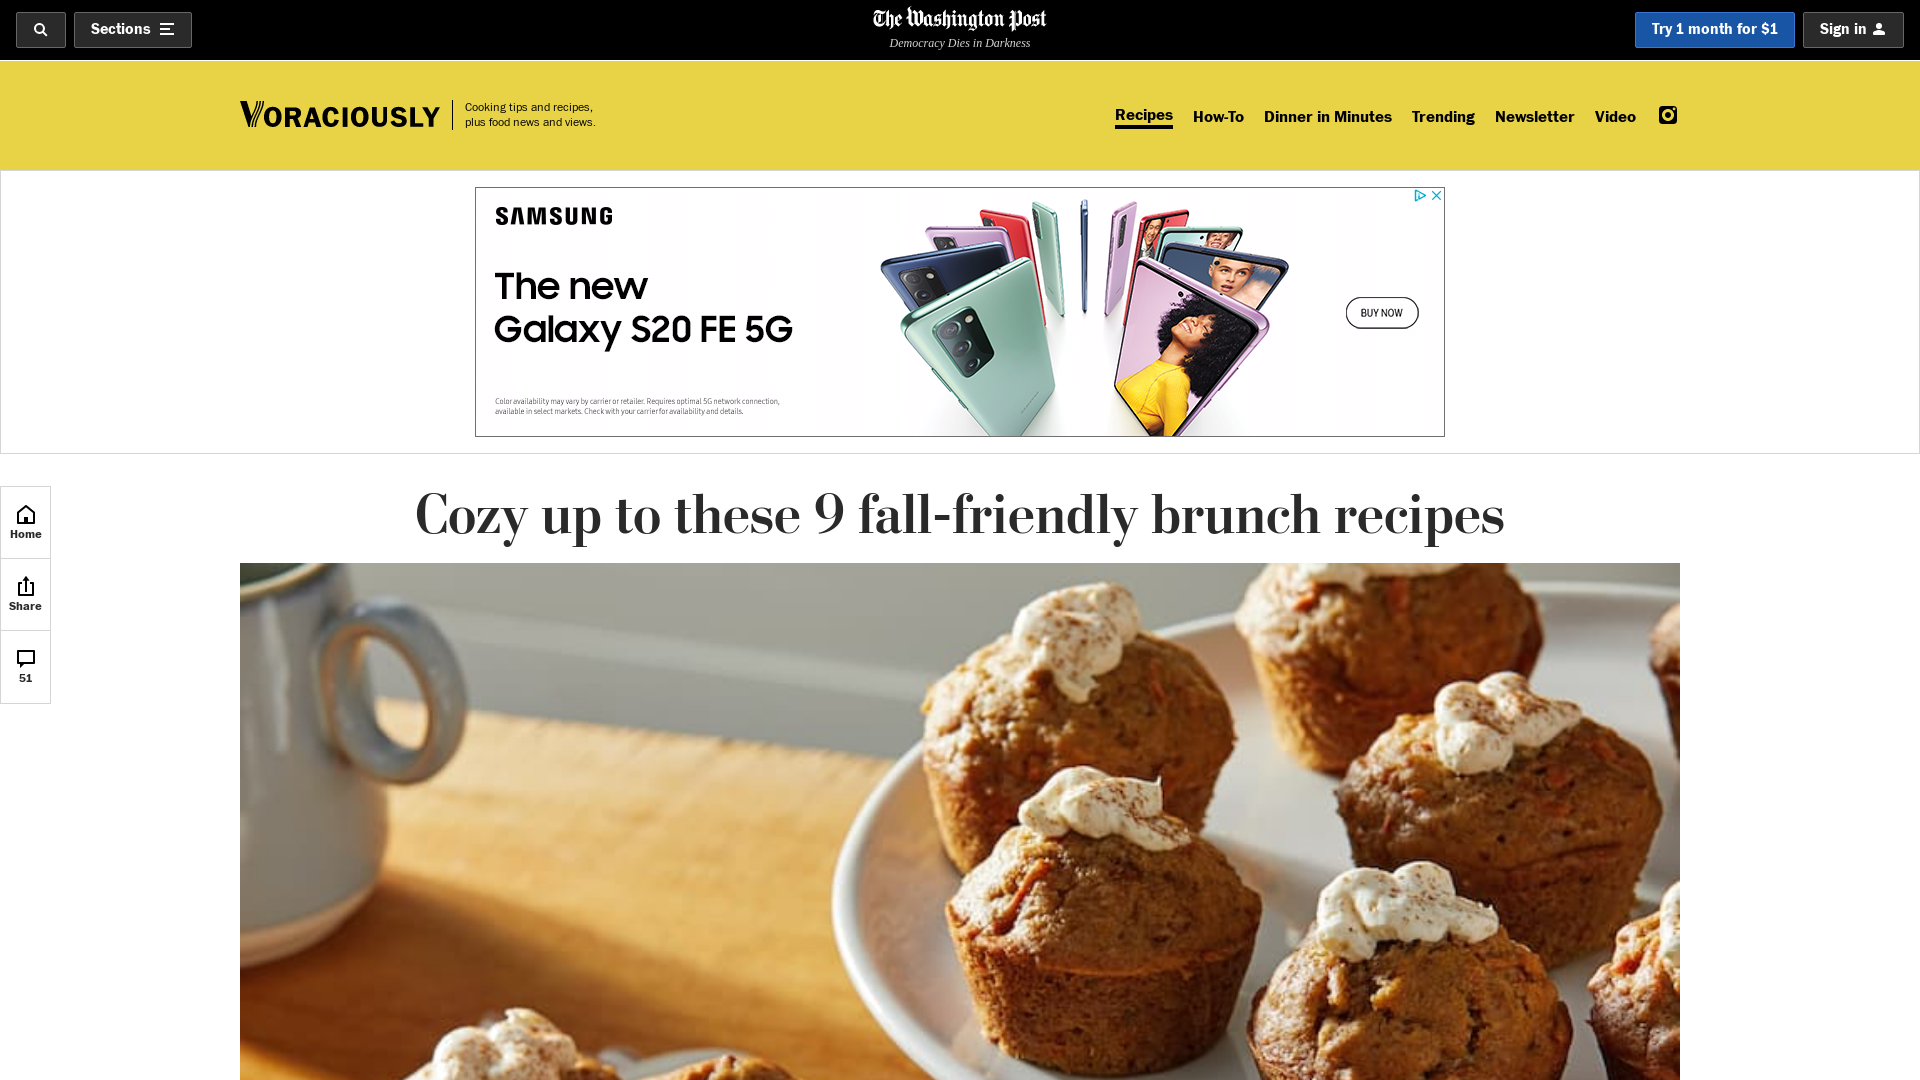 Sections
The Washington Post
Democracy Dies in Darkness
Try 1 month for $1
Sign in
VORACIOUSLY
Cooking tips and recipes,
plus food news and views.
Recipes
How-To
Dinner in Minutes
Trending
Newsletter
Video
SAMSUNG
The new
Galaxy S20 FE 5G
BUY NOW
Color availability may vary by carrier or retailer. Requires optimal 5G network connection,
available in select markets. Check with your carrier for availability and details.
Cozy up to these 9 fall-friendly brunch recipes
Home
Share
51